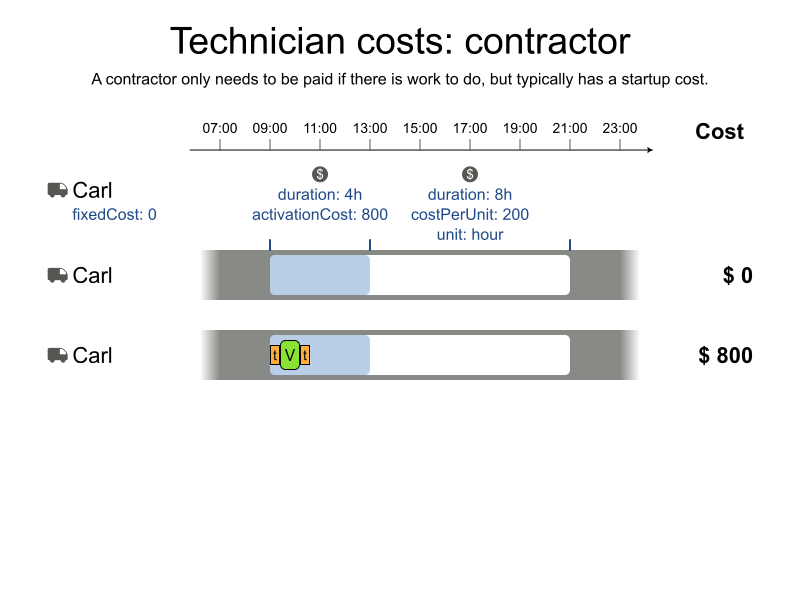 Technician costs: contractor
A contractor only needs to be paid if there is work to do, but typically has a startup cost.
07:00 09:00 11:00 13:00 15:00 17:00 19:00 21:00 23:00 Cost
$ $
Carl duration: 4h duration: 8h
fixedCost: 0 activationCost: 800 costPerUnit: 200
unit: hour
Carl $ 0
Carl t V t $ 800